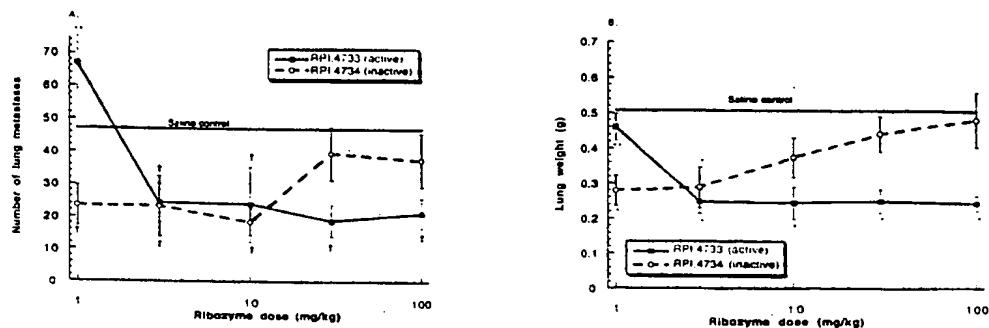 A.
70
60
50
40
30
20
10
0
Number of lung metastases
RPI.4733 (active)
RPI.4734 (inactive)
Saline control
1
10
100
Ribozyme dose (mg/kg)
B.
0.7
0.6
0.5
0.4
0.3
0.2
0.1
0.0
Lung weight (g)
Saline control
RPI.4733 (active)
RPI.4734 (inactive)
1
10
100
Ribozyme dose (mg/kg)